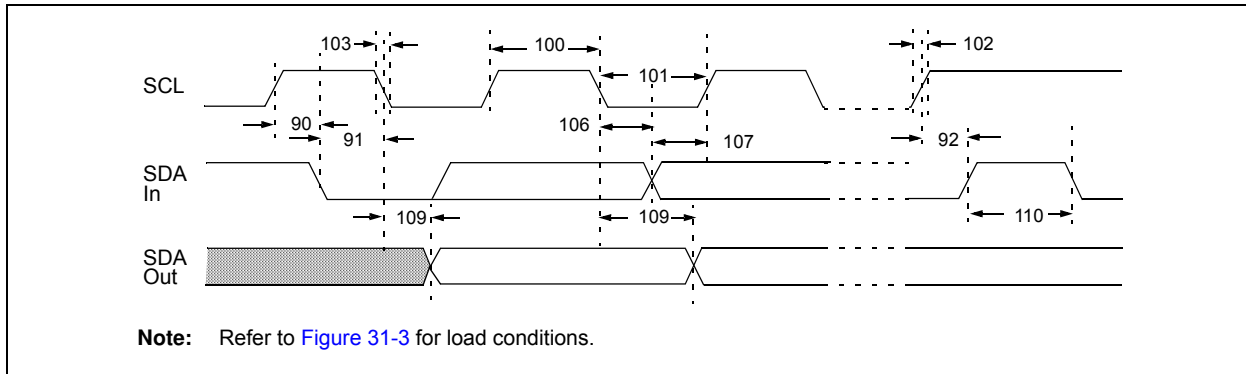 103
100
102
101
SCL
90
106
91
107
92
SDA
In
109
109
110
SDA
Out
Note: Refer to Figure 31-3 for load conditions.